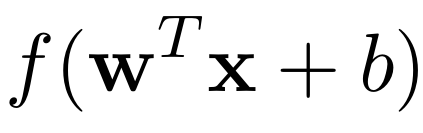 f(𝐰ᵀ𝐱 + b)